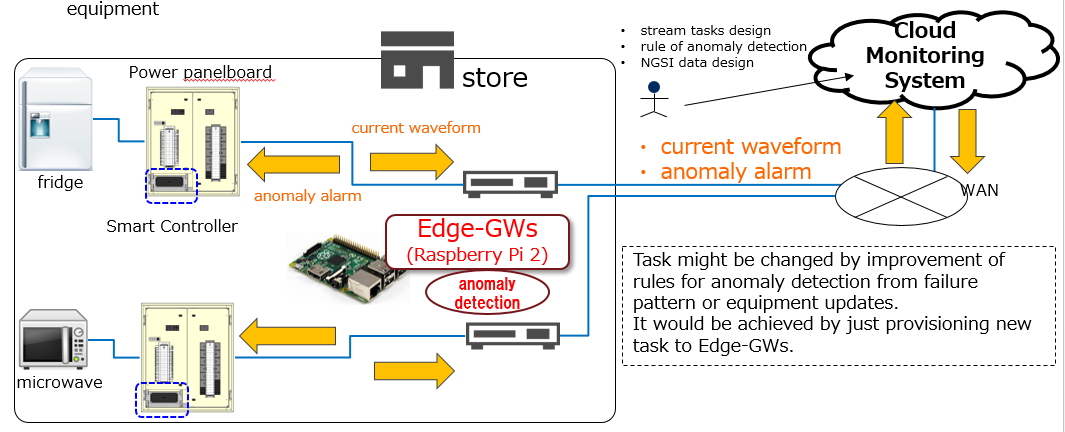 equipment
• stream tasks design
• rule of anomaly detection
• NGSI data design
Cloud
Monitoring
System
Power panelboard
store
current waveform
fridge
anomaly alarm
• current waveform
• anomaly alarm
WAN
Smart Controller
Edge-GWs
(Raspberry Pi 2)
anomaly
detection
Task might be changed by improvement of
rules for anomaly detection from failure
pattern or equipment updates.
It would be achieved by just provisioning new
task to Edge-GWs.
microwave